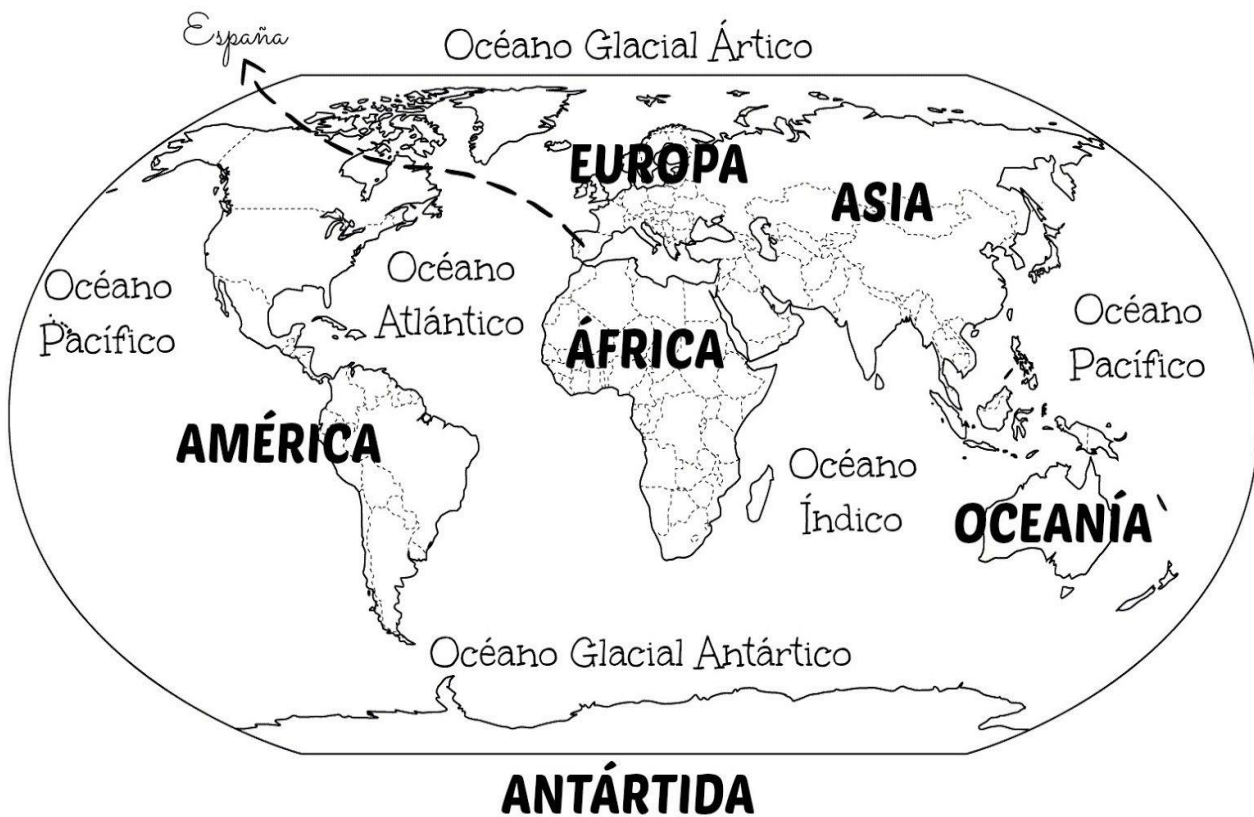 España
Océano Glacial Ártico
EUROPA
ASIA
Océano
Pacífico
Océano
Atlántico
ÁFRICA
Océano
Pacífico
AMÉRICA
Océano
Índico
OCEANÍA
Océano Glacial Antártico
ANTÁRTIDA